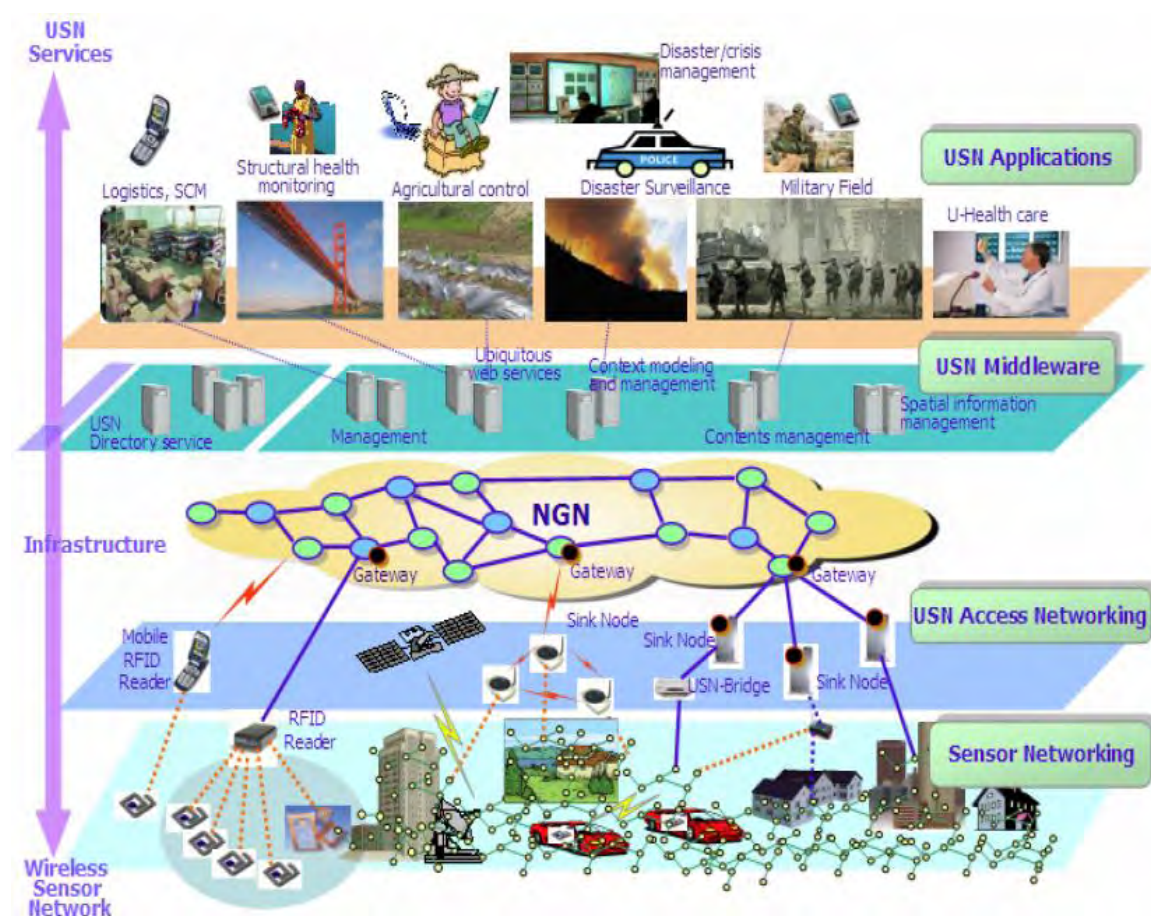 USN
Services
Disaster/crisis
management
USN Applications
Structural health
monitoring
Logistics, SCM
Agricultural control
POLICE
Disaster Surveillance
Military Field
U-Health care
USN Middleware
Ubiquitous
web services
Context modeling
and management
USN
Directory service
Management
Contents management
Spatial information
management
NGN
Infrastructure
Gateway
Gateway
Gateway
USN Access Networking
Mobile
RFID
Reader
Sink Node
Sink Node
USN-Bridge
Sink Node
RFID
Reader
Sensor Networking
Wireless
Sensor
Network